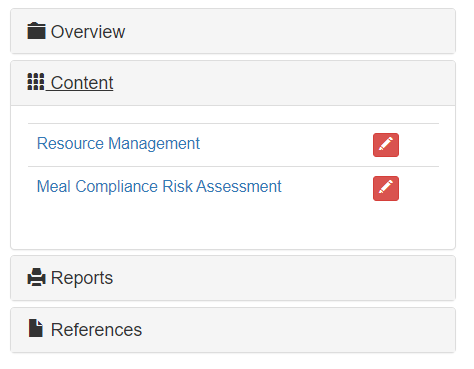 Overview
Content
Resource Management
Meal Compliance Risk Assessment
Reports
References